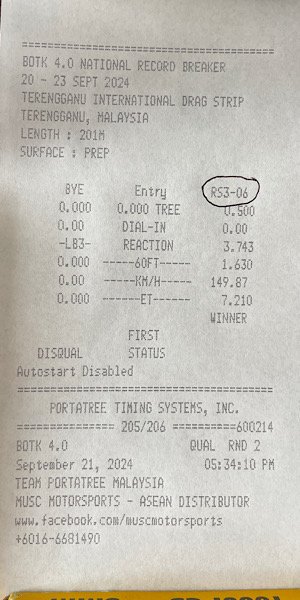 ==============================
BOTK 4.0 NATIONAL RECORD BREAKER
20 - 23 SEPT 2024
TERENGGANU INTERNATIONAL DRAG STRIP
TERENGGANU, MALAYSIA
LENGTH : 201M
SURFACE : PREP
==============================
BYE Entry RS3-06
0.000 0.000 TREE 0.500
0.00 DIAL-IN 0.00
-LB3- REACTION 3.743
0.000 ------60FT------ 1.630
0.00 ------KM/H------ 149.87
0.000 ------ET------ 7.210
WINNER
FIRST
DISQUAL STATUS
Autostart Disabled
==============================
PORTATREE TIMING SYSTEMS, INC.
============== 205/206 ==========600214
BOTK 4.0 QUAL RND 2
September 21, 2024 05:34:10 PM
TEAM PORTATREE MALAYSIA
MUSC MOTORSPORTS - ASEAN DISTRIBUTOR
www.facebook.com/muscmotorsports
+6016-6681490